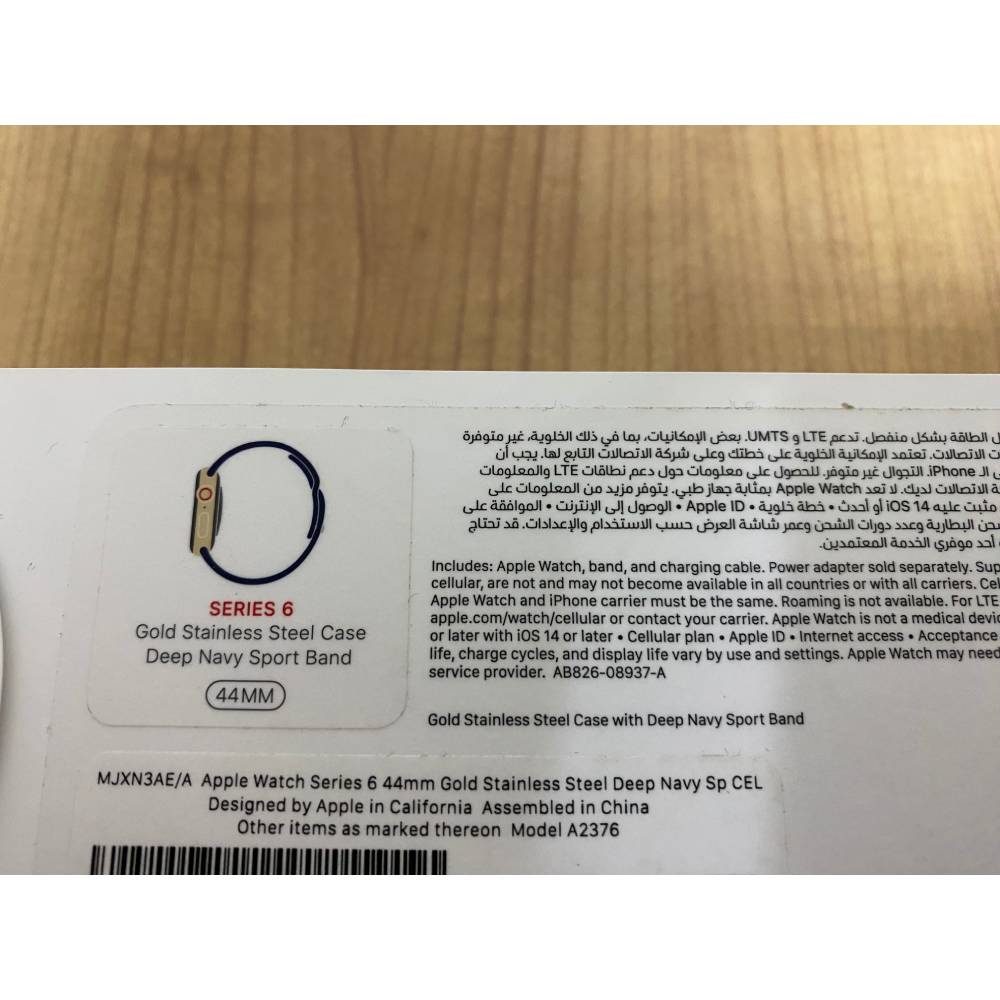 SERIES 6
Gold Stainless Steel Case
Deep Navy Sport Band
44MM
الطاقة بشكل منفصل. تدعم LTE و UMTS. بعض الإمكانيات، بما في ذلك الخلوية، غير متوفرة
الاتصالات. تعتمد الإمكانية الخلوية على خطتك وعلى شركة الاتصالات التابع لها. يجب أن
الـ iPhone. التجوال غير متوفر. للحصول على معلومات حول دعم نطاقات LTE والمعلومات
الاتصالات لديك. لا تعد Apple Watch بمثابة جهاز طبي. يتوفر مزيد من المعلومات على
مثبت عليه iOS 14 أو أحدث • خطة خلوية • Apple ID • الوصول إلى الإنترنت • الموافقة على
البطارية وعدد دورات الشحن وعمر شاشة العرض حسب الاستخدام والإعدادات. قد تحتاج
أحد موفري الخدمة المعتمدين.
Includes: Apple Watch, band, and charging cable. Power adapter sold separately. Sup
cellular, are not and may not become available in all countries or with all carriers. Cel
Apple Watch and iPhone carrier must be the same. Roaming is not available. For LTE
apple.com/watch/cellular or contact your carrier. Apple Watch is not a medical devic
or later with iOS 14 or later • Cellular plan • Apple ID • Internet access • Acceptance
life, charge cycles, and display life vary by use and settings. Apple Watch may need
service provider. AB826-08937-A
Gold Stainless Steel Case with Deep Navy Sport Band
MJXN3AE/A Apple Watch Series 6 44mm Gold Stainless Steel Deep Navy Sp CEL
Designed by Apple in California Assembled in China
Other items as marked thereon Model A2376